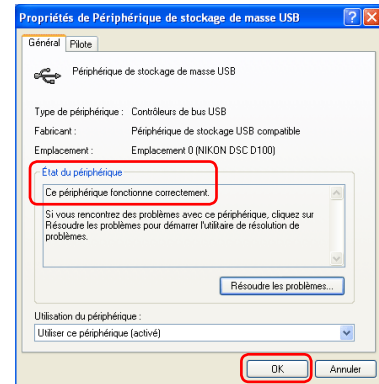 Propriétés de Périphérique de stockage de masse USB
Général Pilote
Périphérique de stockage de masse USB
Type de périphérique : Contrôleurs de bus USB
Fabricant : Périphérique de stockage USB compatible
Emplacement : Emplacement 0 (NIKON DSC D100)
État du périphérique
Ce périphérique fonctionne correctement.
Si vous rencontrez des problèmes avec ce périphérique, cliquez sur
Résoudre les problèmes pour démarrer l'utilitaire de résolution de
problèmes.
Résoudre les problèmes...
Utilisation du périphérique :
Utiliser ce périphérique (activé)
OK Annuler